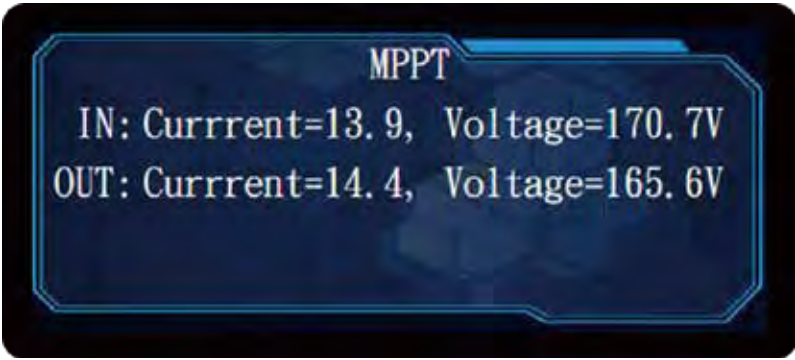 MPPT
IN: Currrent=13.9, Voltage=170.7V
OUT: Currrent=14.4, Voltage=165.6V